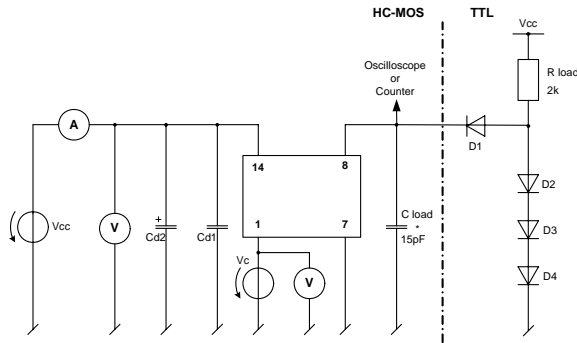 HC-MOS TTL
Vcc
Oscilloscope
or
Counter
R load
2k
A
D1
14 8
D2
Vcc
V
+
Cd2
Cd1
1 7
C load
*
15pF
D3
Vc
V
D4